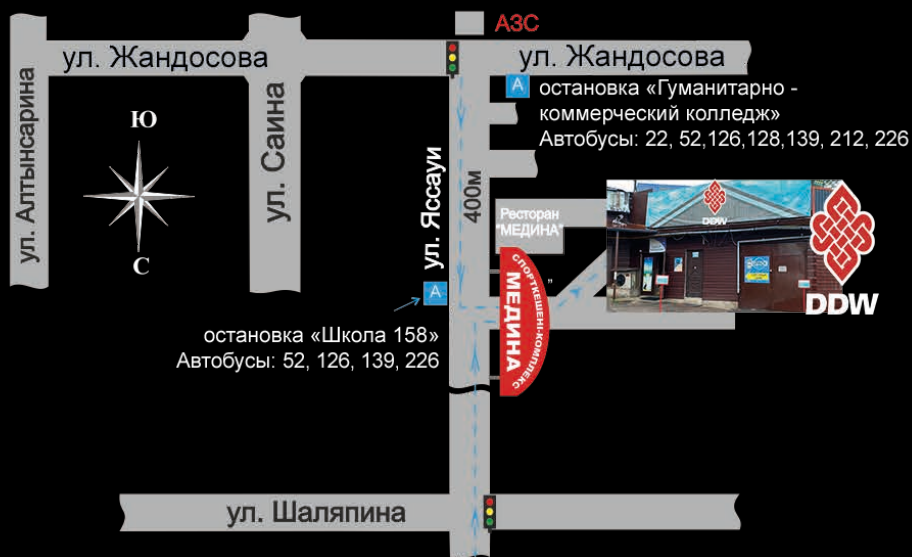 АЗС
ул. Жандосова
ул. Жандосова
А
остановка «Гуманитарно -
коммерческий колледж»
Автобусы: 22, 52,126,128,139, 212, 226
ул. Алтынсарина
Ю
С
ул. Саина
ул. Яссауи
400м
Ресторан
"МЕДИНА"
DDW
DDW
СПОРТКЕШЕНІ-КОМПЛЕКС
МЕДИНА
"
А
остановка «Школа 158»
Автобусы: 52, 126, 139, 226
ул. Шаляпина